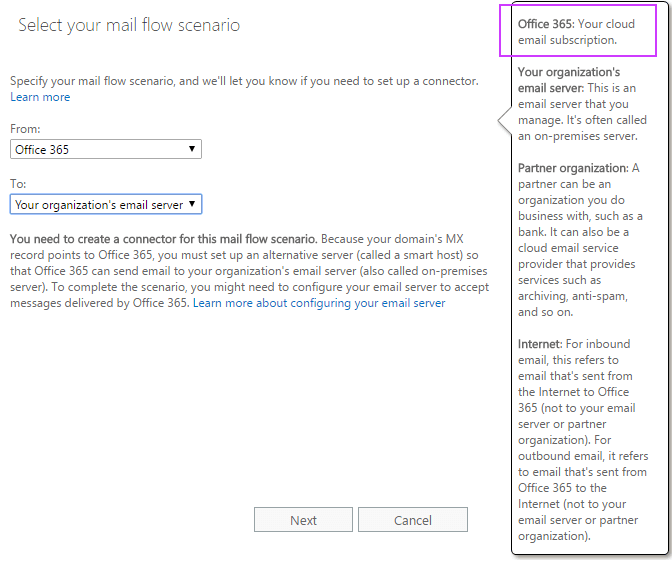 Select your mail flow scenario
Specify your mail flow scenario, and we'll let you know if you need to set up a connector.
Learn more
From:
Office 365
To:
Your organization's email server
You need to create a connector for this mail flow scenario. Because your domain's MX
record points to Office 365, you must set up an alternative server (called a smart host) so
that Office 365 can send email to your organization's email server (also called on-premises
server). To complete the scenario, you might need to configure your email server to accept
messages delivered by Office 365. Learn more about configuring your email server
Next
Cancel
Office 365: Your cloud
email subscription.
Your organization's
email server: This is an
email server that you
manage. It's often called
an on-premises server.
Partner organization: A
partner can be an
organization you do
business with, such as a
bank. It can also be a
cloud email service
provider that provides
services such as
archiving, anti-spam,
and so on.
Internet: For inbound
email, this refers to
email that's sent from
the Internet to Office
365 (not to your email
server or partner
organization). For
outbound email, it refers
to email that's sent from
Office 365 to the
Internet (not to your
email server or partner
organization).